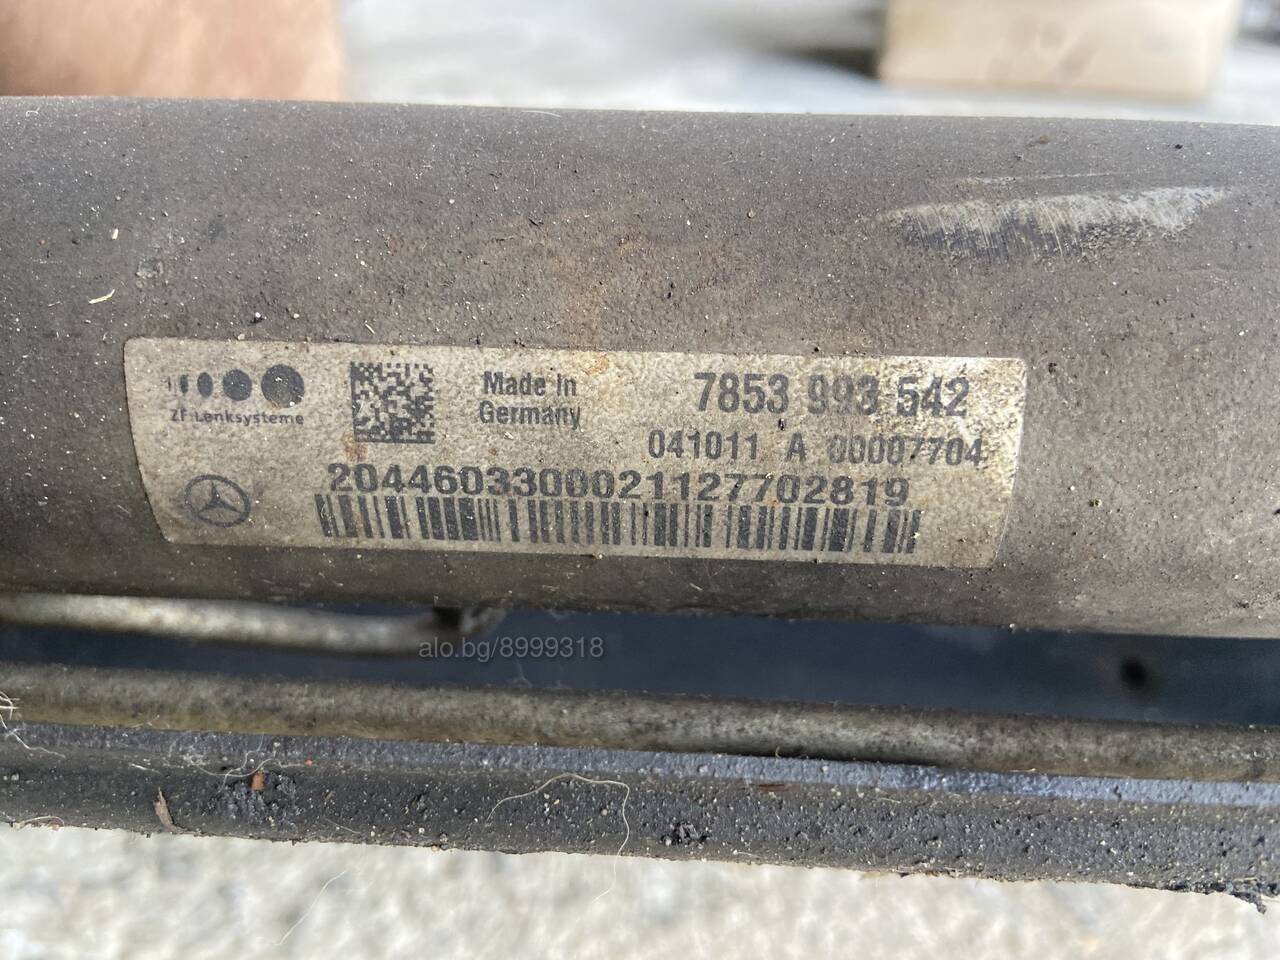 ZF Lenksysteme
Made in
Germany
7853 993 542
041011 A 00007704
2044603300021127702819
alo.bg/8999318